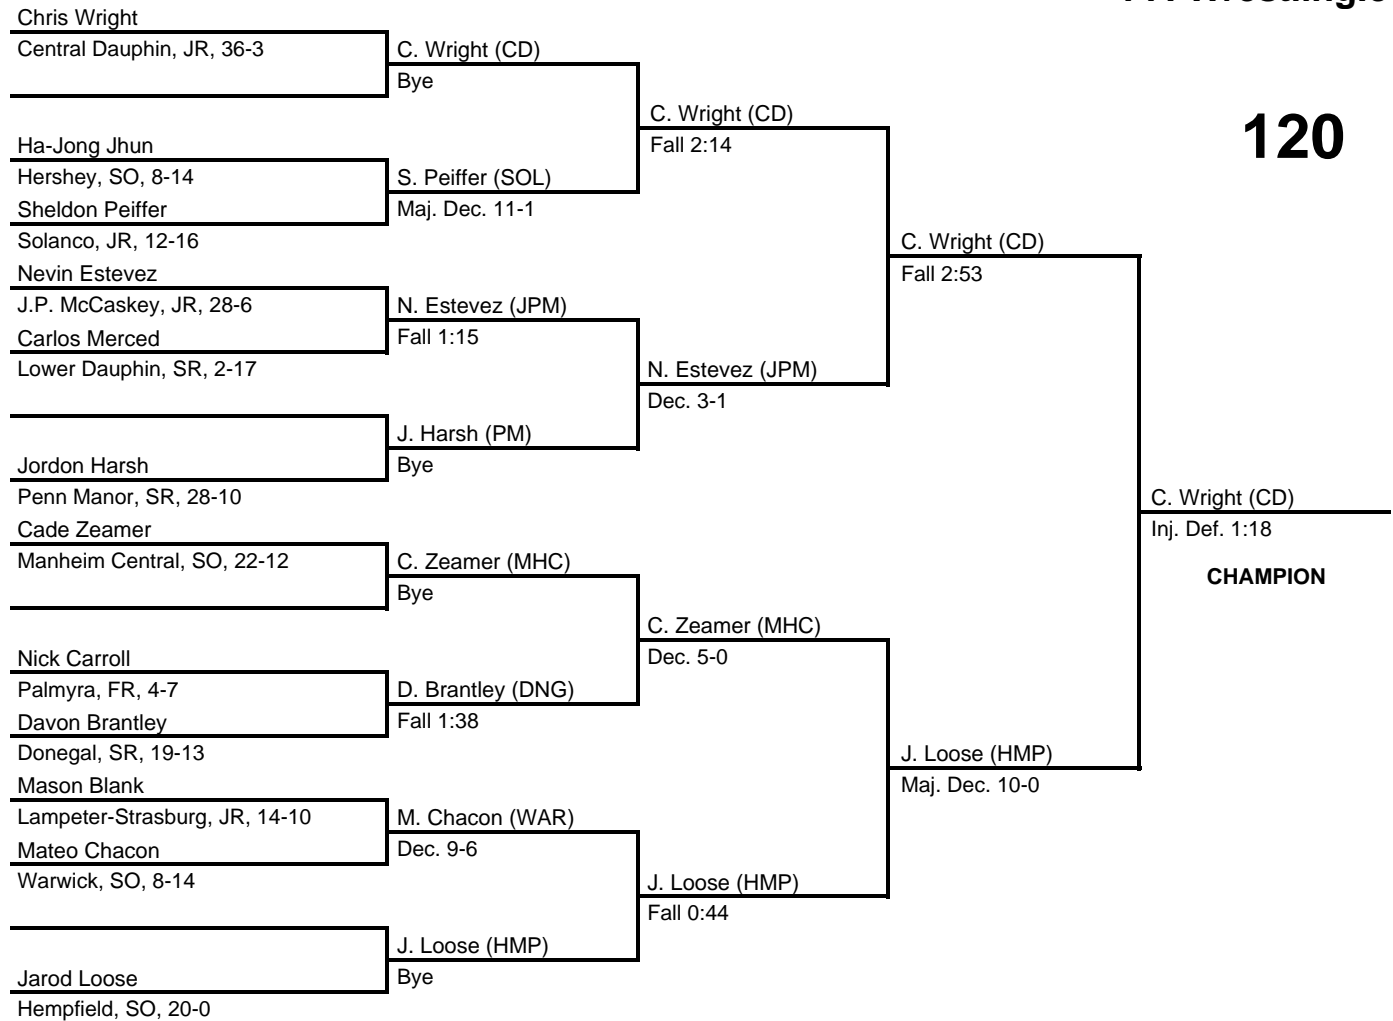 Chris Wright
Central Dauphin, JR, 36-3
C. Wright (CD)
Bye
C. Wright (CD)
Fall 2:14
120
Ha-Jong Jhun
Hershey, SO, 8-14
S. Peiffer (SOL)
Sheldon Peiffer
Maj. Dec. 11-1
Solanco, JR, 12-16
C. Wright (CD)
Fall 2:53
Nevin Estevez
J.P. McCaskey, JR, 28-6
N. Estevez (JPM)
Carlos Merced
Fall 1:15
Lower Dauphin, SR, 2-17
N. Estevez (JPM)
Dec. 3-1
J. Harsh (PM)
Jordon Harsh
Bye
Penn Manor, SR, 28-10
C. Wright (CD)
Inj. Def. 1:18
CHAMPION
Cade Zeamer
Manheim Central, SO, 22-12
C. Zeamer (MHC)
Bye
C. Zeamer (MHC)
Dec. 5-0
Nick Carroll
Palmyra, FR, 4-7
D. Brantley (DNG)
Davon Brantley
Fall 1:38
Donegal, SR, 19-13
J. Loose (HMP)
Maj. Dec. 10-0
Mason Blank
Lampeter-Strasburg, JR, 14-10
M. Chacon (WAR)
Mateo Chacon
Dec. 9-6
Warwick, SO, 8-14
J. Loose (HMP)
Fall 0:44
J. Loose (HMP)
Jarod Loose
Bye
Hempfield, SO, 20-0